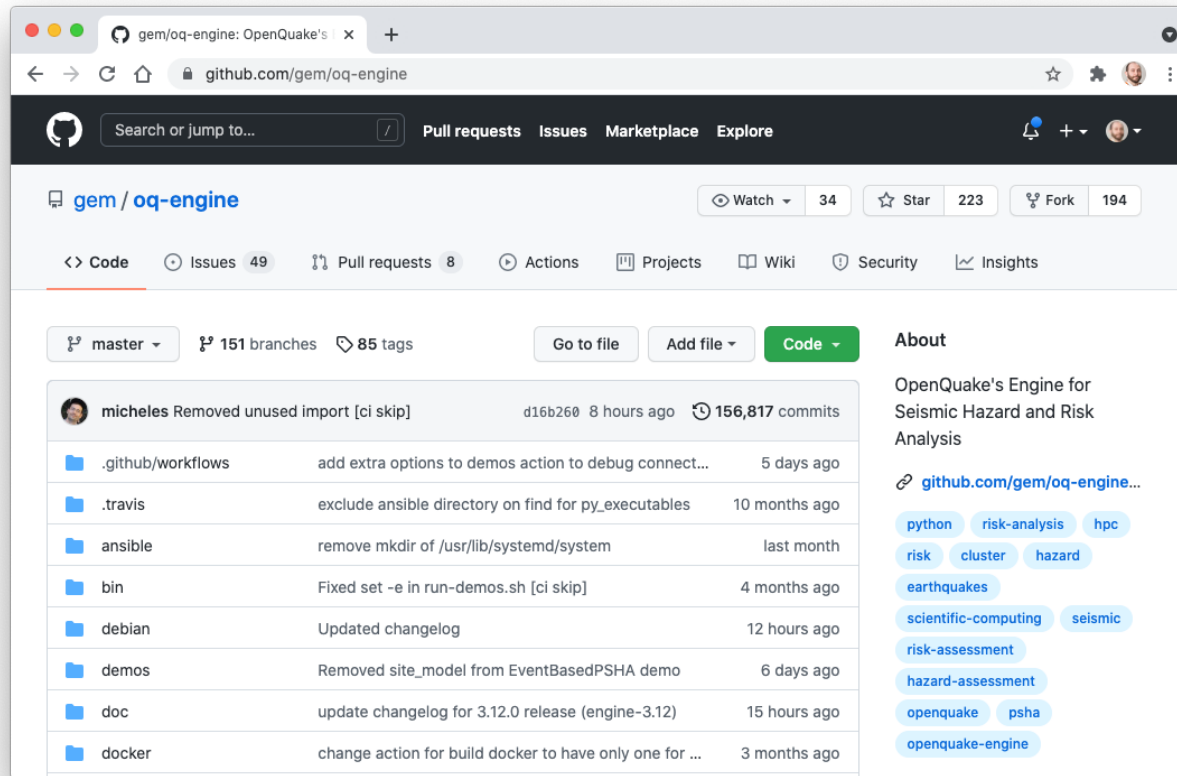 gem/oq-engine: OpenQuake's
github.com/gem/oq-engine
Search or jump to... / Pull requests Issues Marketplace Explore
gem / oq-engine Watch 34 Star 223 Fork 194
Code Issues 49 Pull requests 8 Actions Projects Wiki Security Insights
master 151 branches 85 tags Go to file Add file Code
micheles Removed unused import [ci skip] d16b260 8 hours ago 156,817 commits
.github/workflows add extra options to demos action to debug connect... 5 days ago
.travis exclude ansible directory on find for py_executables 10 months ago
ansible remove mkdir of /usr/lib/systemd/system last month
bin Fixed set -e in run-demos.sh [ci skip] 4 months ago
debian Updated changelog 12 hours ago
demos Removed site_model from EventBasedPSHA demo 6 days ago
doc update changelog for 3.12.0 release (engine-3.12) 15 hours ago
docker change action for build docker to have only one for ... 3 months ago
About
OpenQuake's Engine for
Seismic Hazard and Risk
Analysis
github.com/gem/oq-engine...
python risk-analysis hpc
risk cluster hazard
earthquakes
scientific-computing seismic
risk-assessment
hazard-assessment
openquake psha
openquake-engine